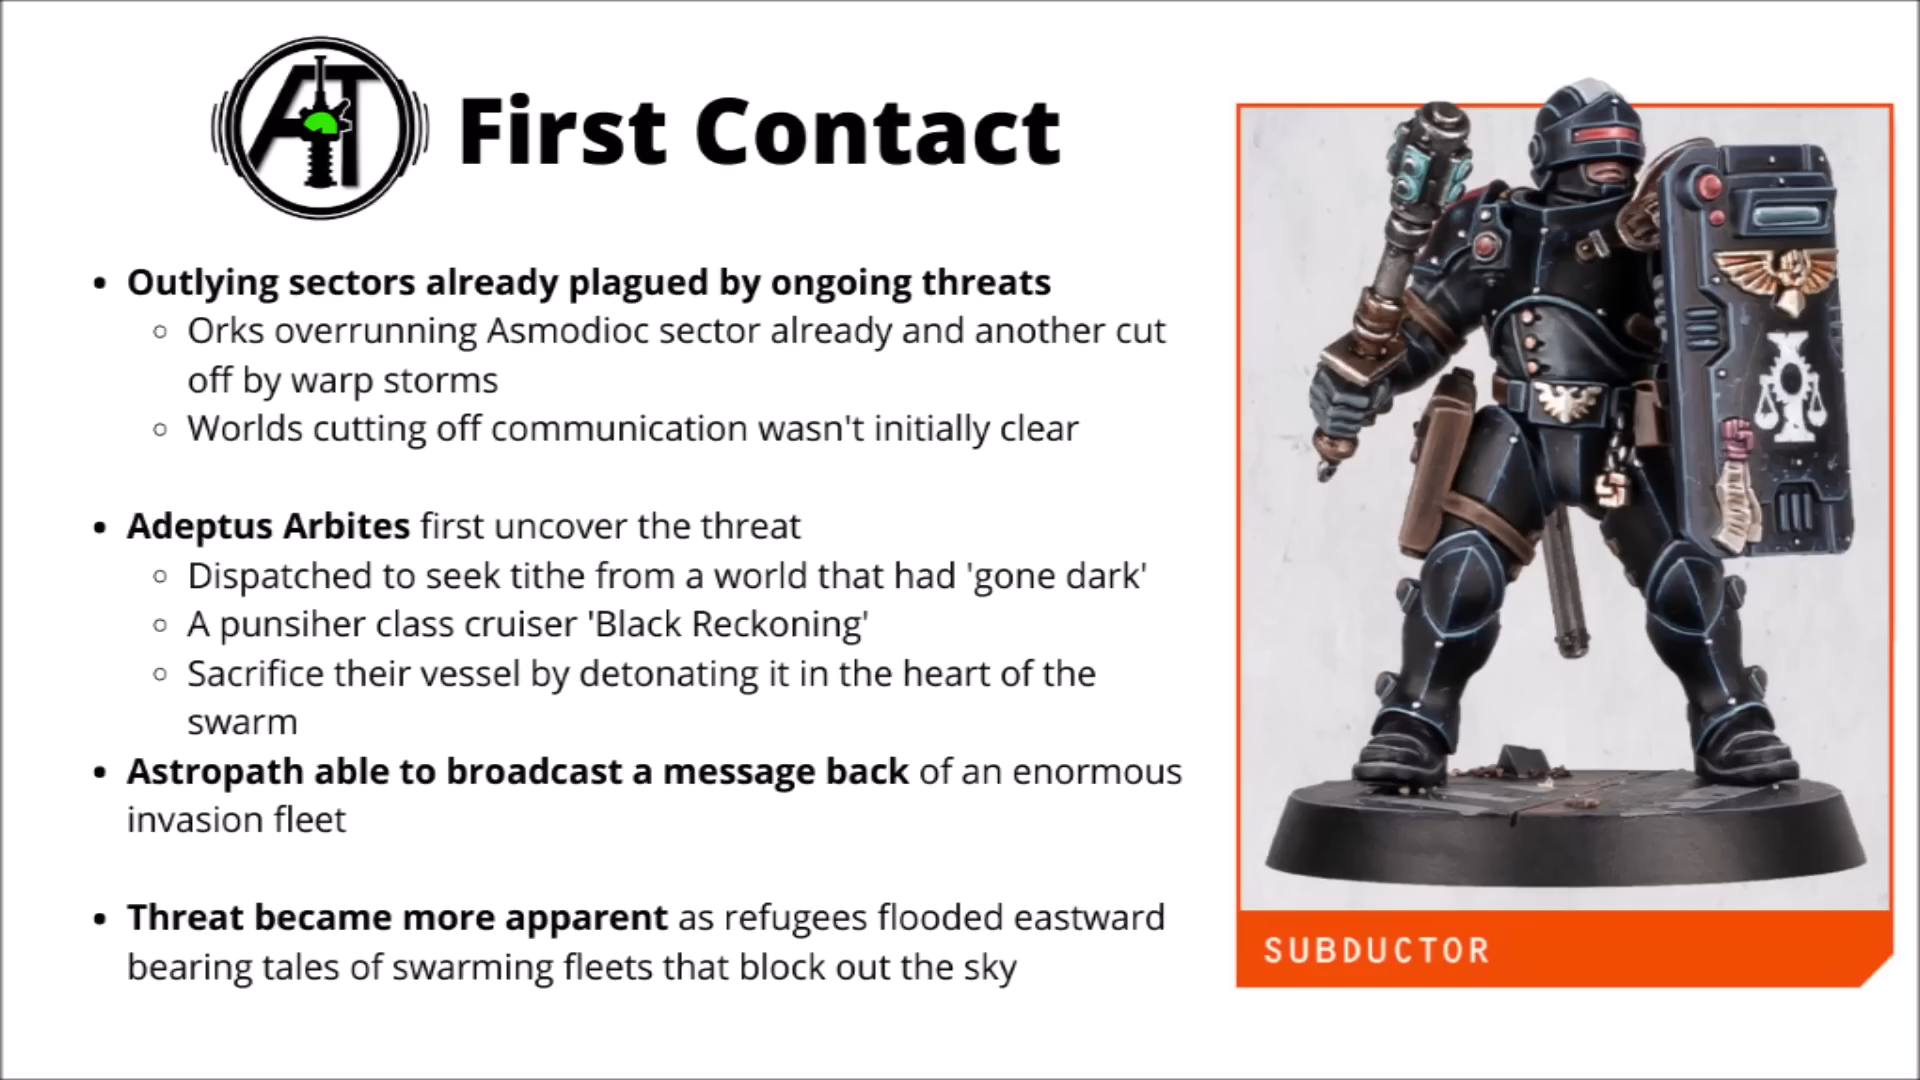 AT
First Contact
• Outlying sectors already plagued by ongoing threats
○ Orks overrunning Asmodioc sector already and another cut
off by warp storms
○ Worlds cutting off communication wasn't initially clear
• Adeptus Arbites first uncover the threat
○ Dispatched to seek tithe from a world that had 'gone dark'
○ A punsiher class cruiser 'Black Reckoning'
○ Sacrifice their vessel by detonating it in the heart of the
swarm
• Astropath able to broadcast a message back of an enormous
invasion fleet
• Threat became more apparent as refugees flooded eastward
bearing tales of swarming fleets that block out the sky
SUBDUCTOR